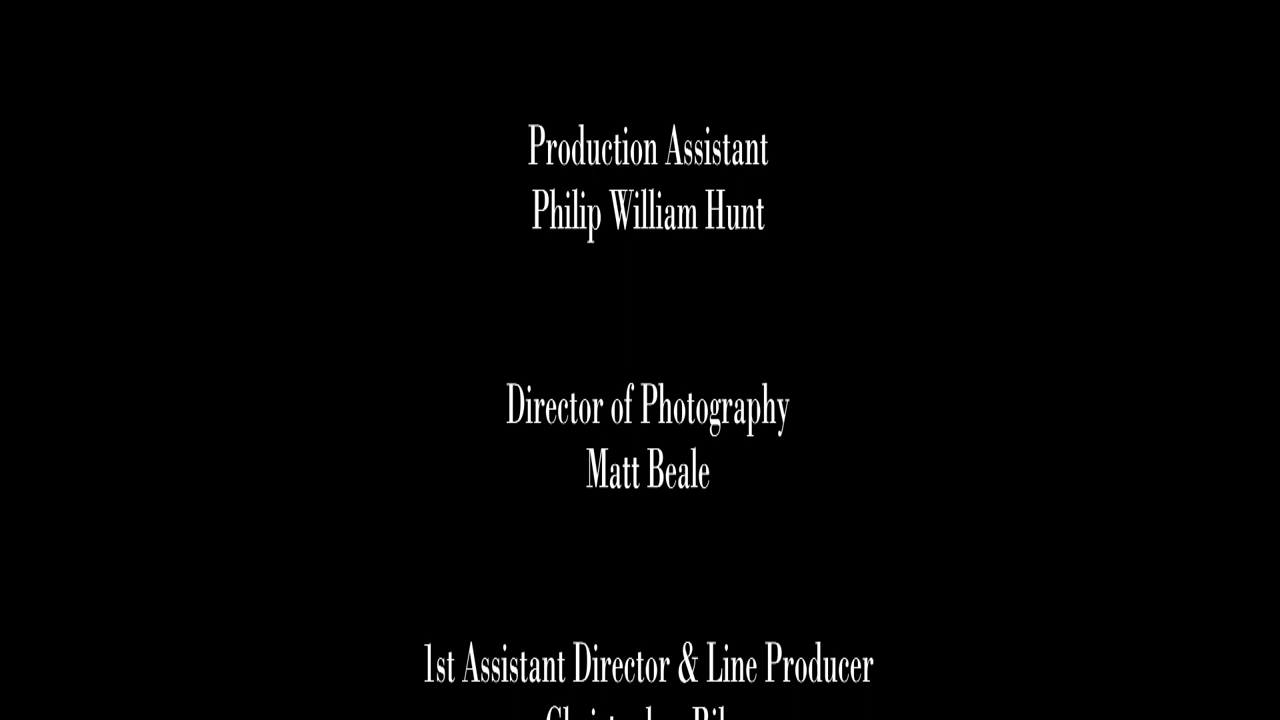 Production Assistant
Philip William Hunt
Director of Photography
Matt Beale
1st Assistant Director & Line Producer